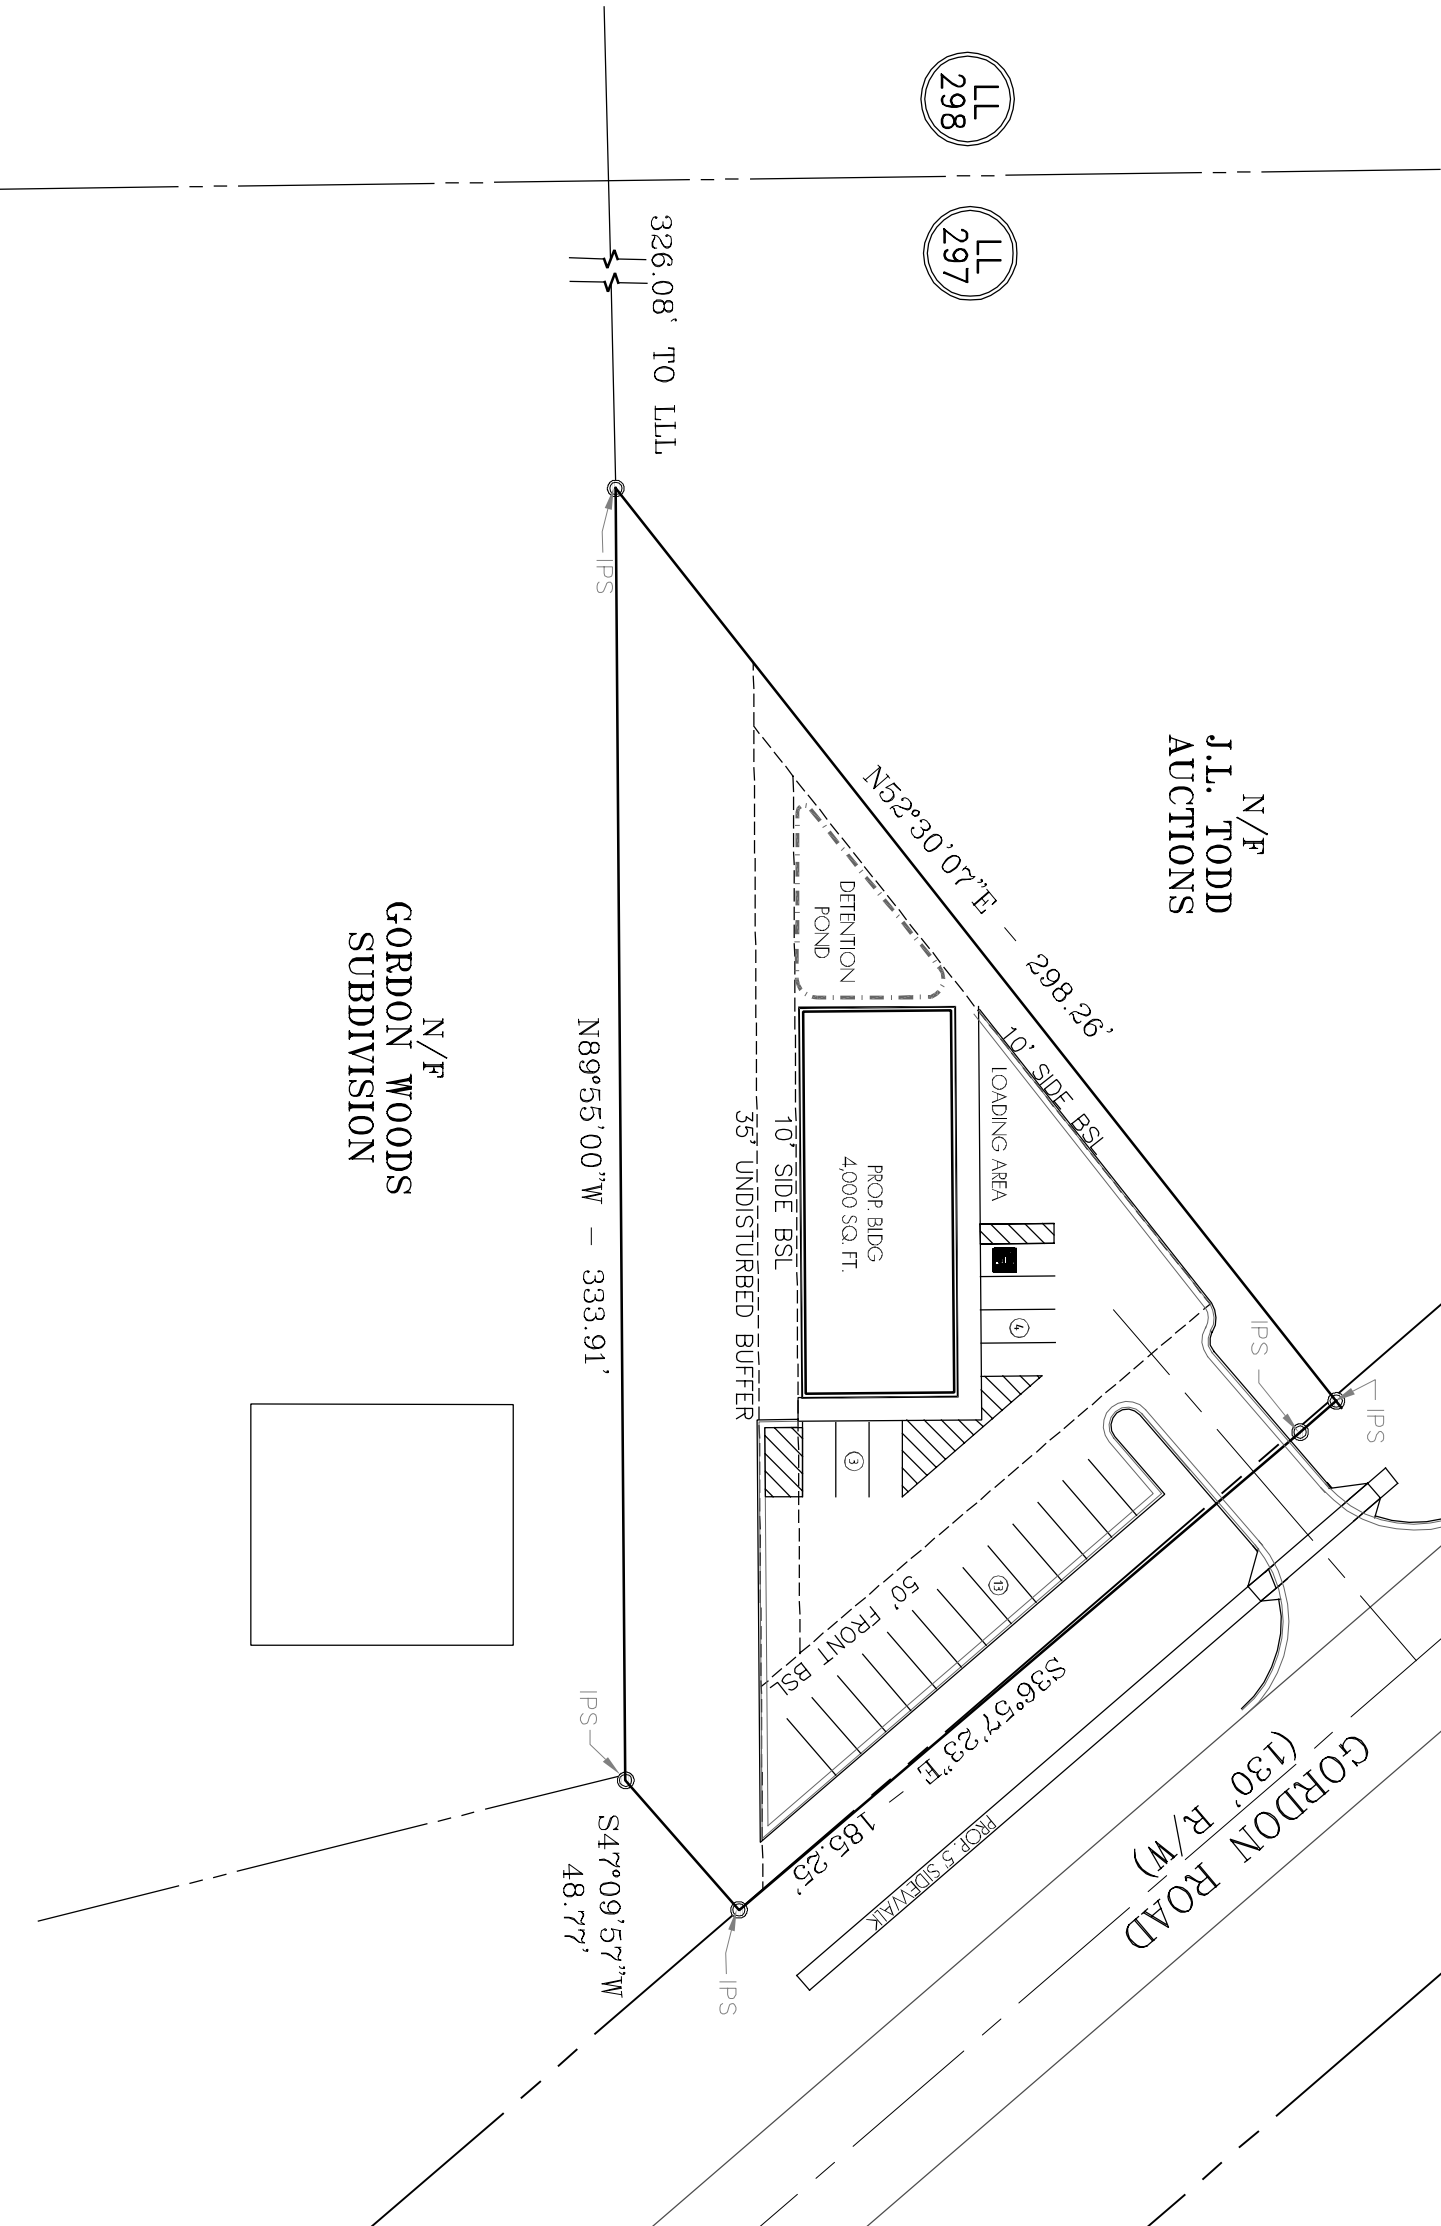 LL
298
LL
297
326.08' TO LLL
IPS
N/F
J.L. TODD
AUCTIONS
N52°30'07"E - 298.26'
DETENTION
POND
10' SIDE BSL
LOADING AREA
PROP. BLDG
4,000 SQ. FT.
10' SIDE BSL
35' UNDISTURBED BUFFER
4
3
13
50' FRONT BSL
IPS
IPS
N89°55'00"W - 333.91'
N/F
GORDON WOODS
SUBDIVISION
S36°57'23"E - 185.25'
PROP. 5' SIDEWALK
GORDON ROAD
(130' R/W)
IPS
S47°09'57"W
48.77'
IPS